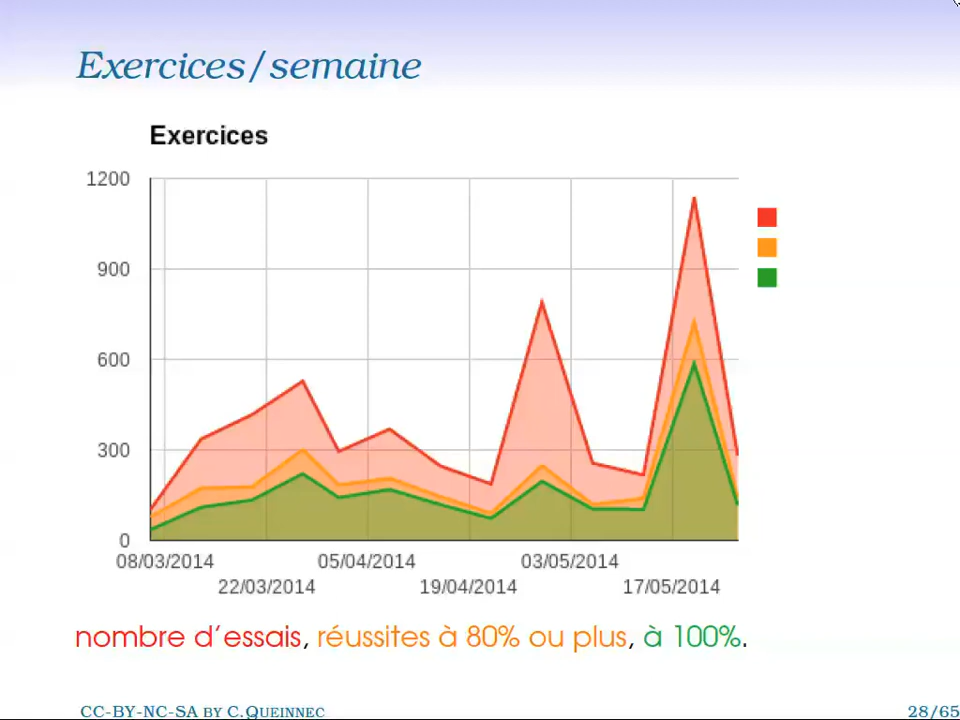 Exercices/semaine
Exercices
1200
900
600
300
0
08/03/2014 05/04/2014 03/05/2014
22/03/2014 19/04/2014 17/05/2014
nombre d'essais, réussites à 80% ou plus, à 100%.
CC-BY-NC-SA BY C.QUEINNEC 28/65